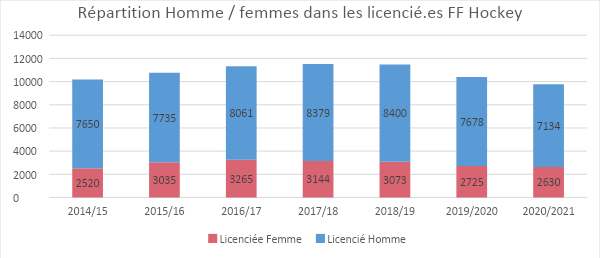 Répartition Homme / femmes dans les licencié.es FF Hockey
14000
12000
10000
8000
6000
4000
2000
0
7650 7735 8061 8379 8400 7678 7134
2520 3035 3265 3144 3073 2725 2630
2014/15 2015/16 2016/17 2017/18 2018/19 2019/2020 2020/2021
Licenciée Femme Licencié Homme